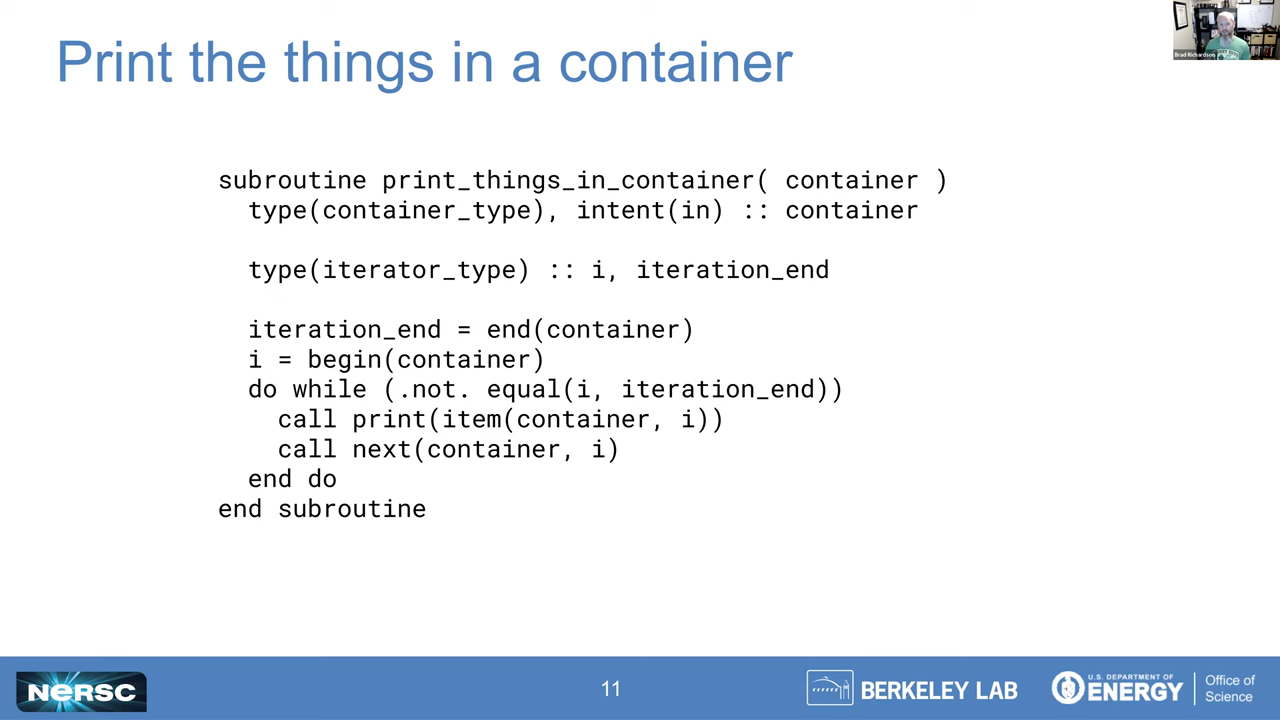 Print the things in a container
Brad Richardson
subroutine print_things_in_container( container )
type(container_type), intent(in) :: container
type(iterator_type) :: i, iteration_end
iteration_end = end(container)
i = begin(container)
do while (.not. equal(i, iteration_end))
call print(item(container, i))
call next(container, i)
end do
end subroutine
NERSC
11
BERKELEY LAB
U.S. DEPARTMENT OF
ENERGY
Office of
Science